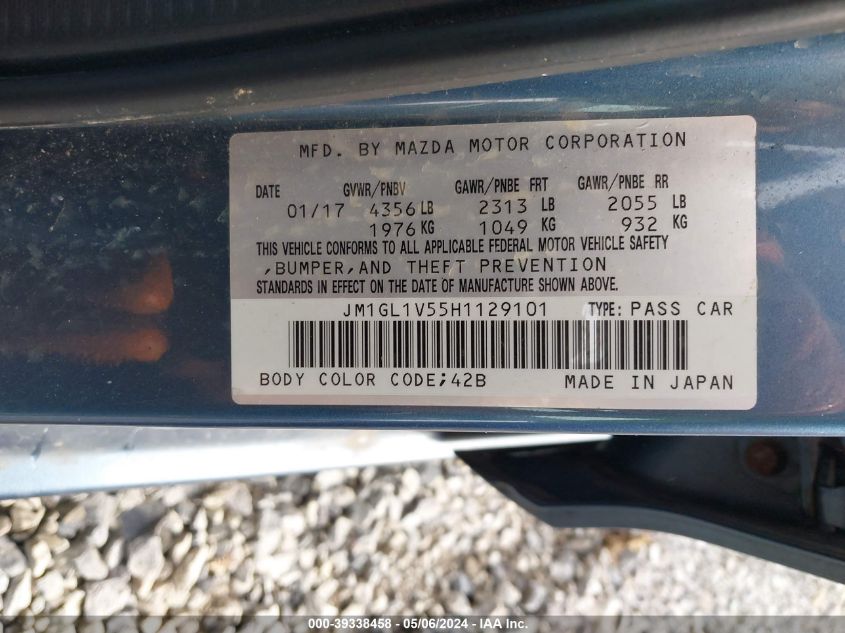 MFD. BY MAZDA MOTOR CORPORATION
DATE GVWR/PNBV GAWR/PNBE FRT GAWR/PNBE RR
01/17 4356 LB 2313 LB 2055 LB
1976 KG 1049 KG 932 KG
THIS VEHICLE CONFORMS TO ALL APPLICABLE FEDERAL MOTOR VEHICLE SAFETY
,BUMPER,AND THEFT PREVENTION
STANDARDS IN EFFECT ON THE DATE OF MANUFACTURE SHOWN ABOVE.
JM1GL1V55H1129101 TYPE: PASS CAR
BODY COLOR CODE;42B MADE IN JAPAN
000-39338458 - 05/06/2024 - IAA Inc.